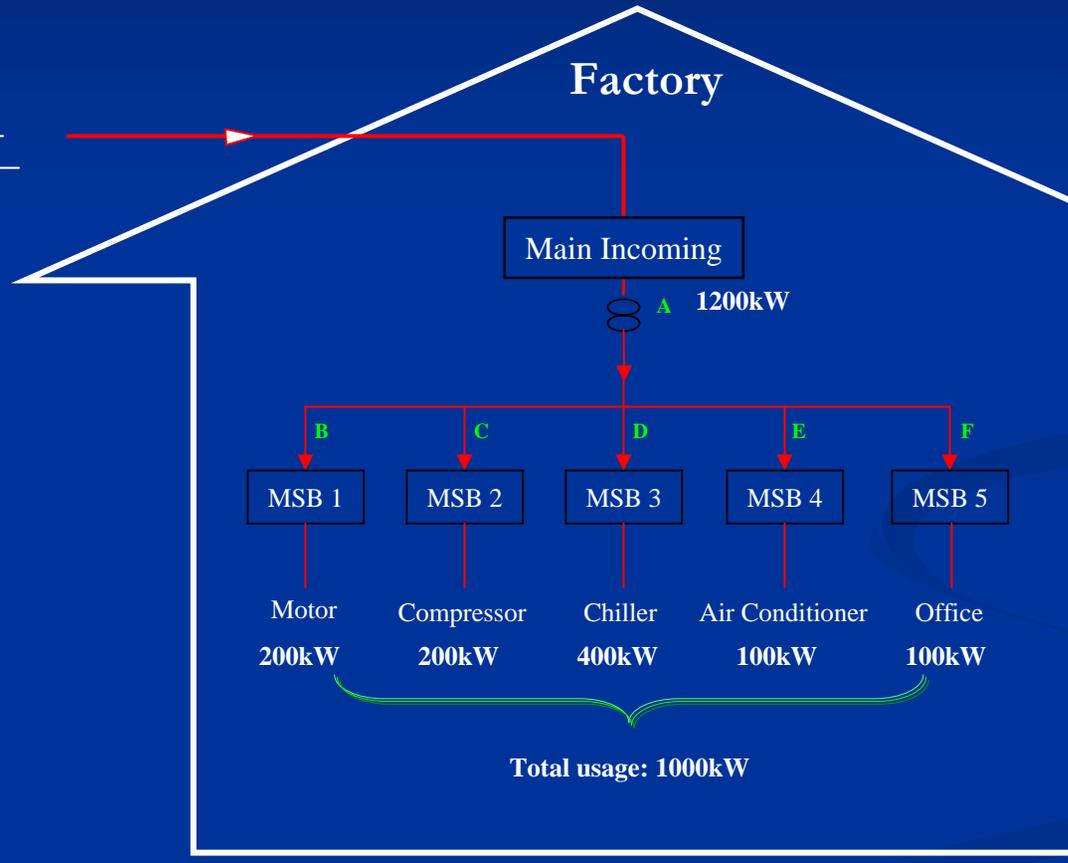 Factory
Main Incoming
A 1200kW
B C D E F
MSB 1 MSB 2 MSB 3 MSB 4 MSB 5
Motor Compressor Chiller Air Conditioner Office
200kW 200kW 400kW 100kW 100kW
Total usage: 1000kW